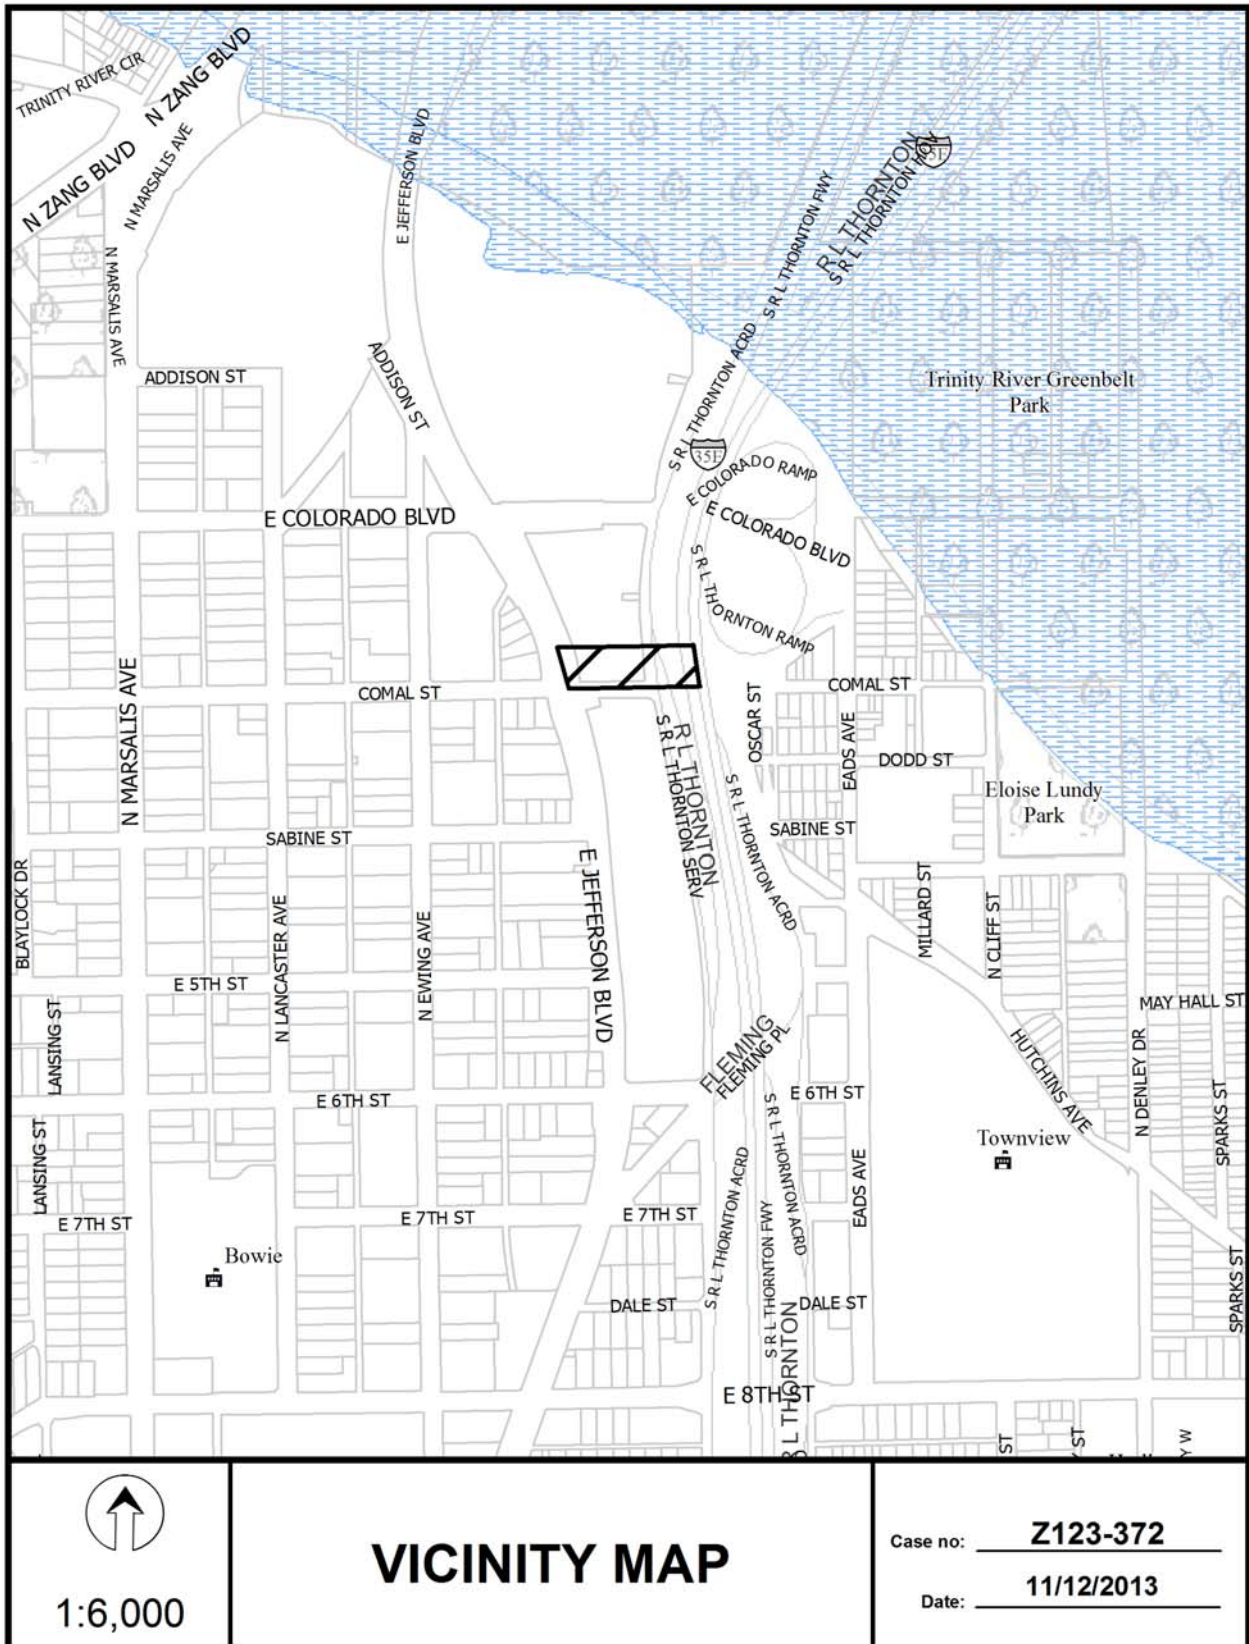 TRINITY RIVER CIR
N ZANG BLVD
N ZANG BLVD
N MARSALIS AVE
N MARSALIS AVE
E JEFFERSON BLVD
S R L THORNTON FWY
R L THORNTON
S R L THORNTON HOV
35E
ADDISON ST
ADDISON ST
S R L THORNTON ACRD
Trinity River Greenbelt
Park
35E
E COLORADO RAMP
E COLORADO BLVD
E COLORADO BLVD
S R L THORNTON RAMP
N MARSALIS AVE
COMAL ST
COMAL ST
OSCAR ST
EADS AVE
DODD ST
R L THORNTON
S R L THORNTON SERV
S R L THORNTON ACRD
Eloise Lundy
Park
SABINE ST
SABINE ST
BLAYLOCK DR
N LANCASTER AVE
N EWING AVE
E JEFFERSON BLVD
MILLARD ST
N CLIFF ST
E 5TH ST
MAY HALL ST
LANSING ST
HUTCHINS AVE
N DENLEY DR
FLEMING
FLEMING PL
E 6TH ST
E 6TH ST
SPARKS ST
LANSING ST
Townview
S R L THORNTON ACRD
S R L THORNTON ACRD
EADS AVE
E 7TH ST
E 7TH ST
E 7TH ST
Bowie
S R L THORNTON FWY
SPARKS ST
DALE ST
DALE ST
R L THORNTON
E 8TH ST
ST
ST
Y W
1:6,000
VICINITY MAP
Case no: Z123-372
Date: 11/12/2013